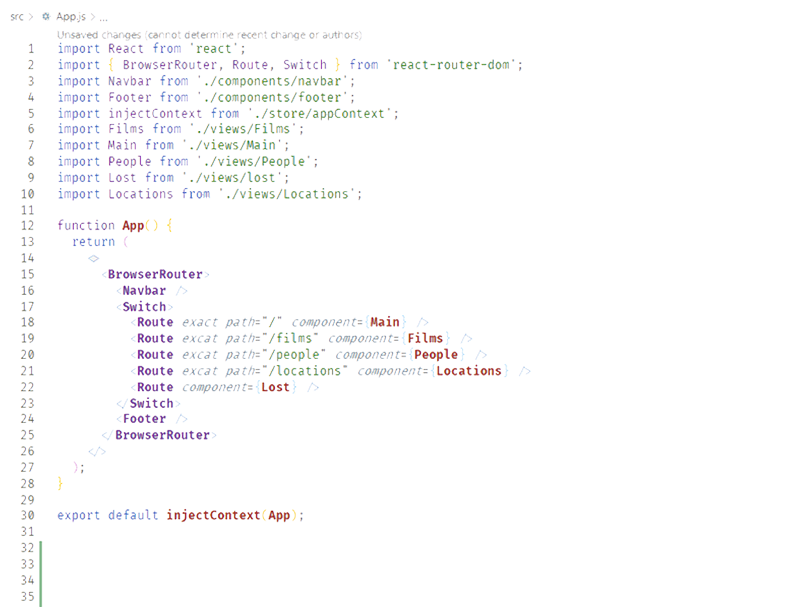 src > App.js > ...
Unsaved changes (cannot determine recent change or authors)
1 import React from 'react';
2 import { BrowserRouter, Route, Switch } from 'react-router-dom';
3 import Navbar from './components/navbar';
4 import Footer from './components/footer';
5 import injectContext from './store/appContext';
6 import Films from './views/Films';
7 import Main from './views/Main';
8 import People from './views/People';
9 import Lost from './views/lost';
10 import Locations from './views/Locations';
11
12 function App() {
13 return (
14 <>
15 <BrowserRouter>
16 <Navbar />
17 <Switch>
18 <Route exact path="/" component={Main} />
19 <Route excat path="/films" component={Films} />
20 <Route excat path="/people" component={People} />
21 <Route excat path="/locations" component={Locations} />
22 <Route component={Lost} />
23 </Switch>
24 <Footer />
25 </BrowserRouter>
26 </>
27 );
28 }
29
30 export default injectContext(App);
31
32
33
34
35